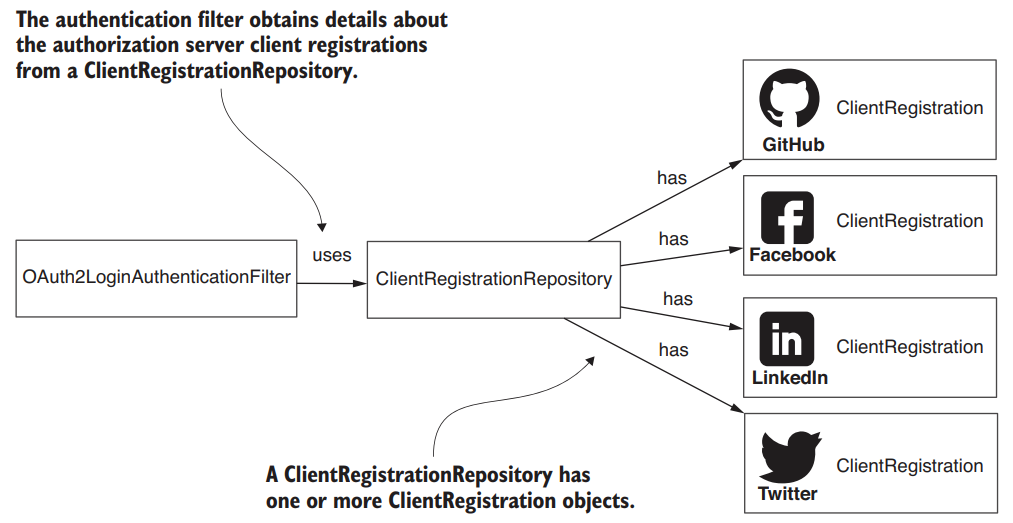 The authentication filter obtains details about
the authorization server client registrations
from a ClientRegistrationRepository.
ClientRegistration
GitHub
has
ClientRegistration
has
Facebook
uses
OAuth2LoginAuthenticationFilter
ClientRegistrationRepository
has
ClientRegistration
in
LinkedIn
has
A ClientRegistrationRepository has
one or more ClientRegistration objects.
ClientRegistration
Twitter